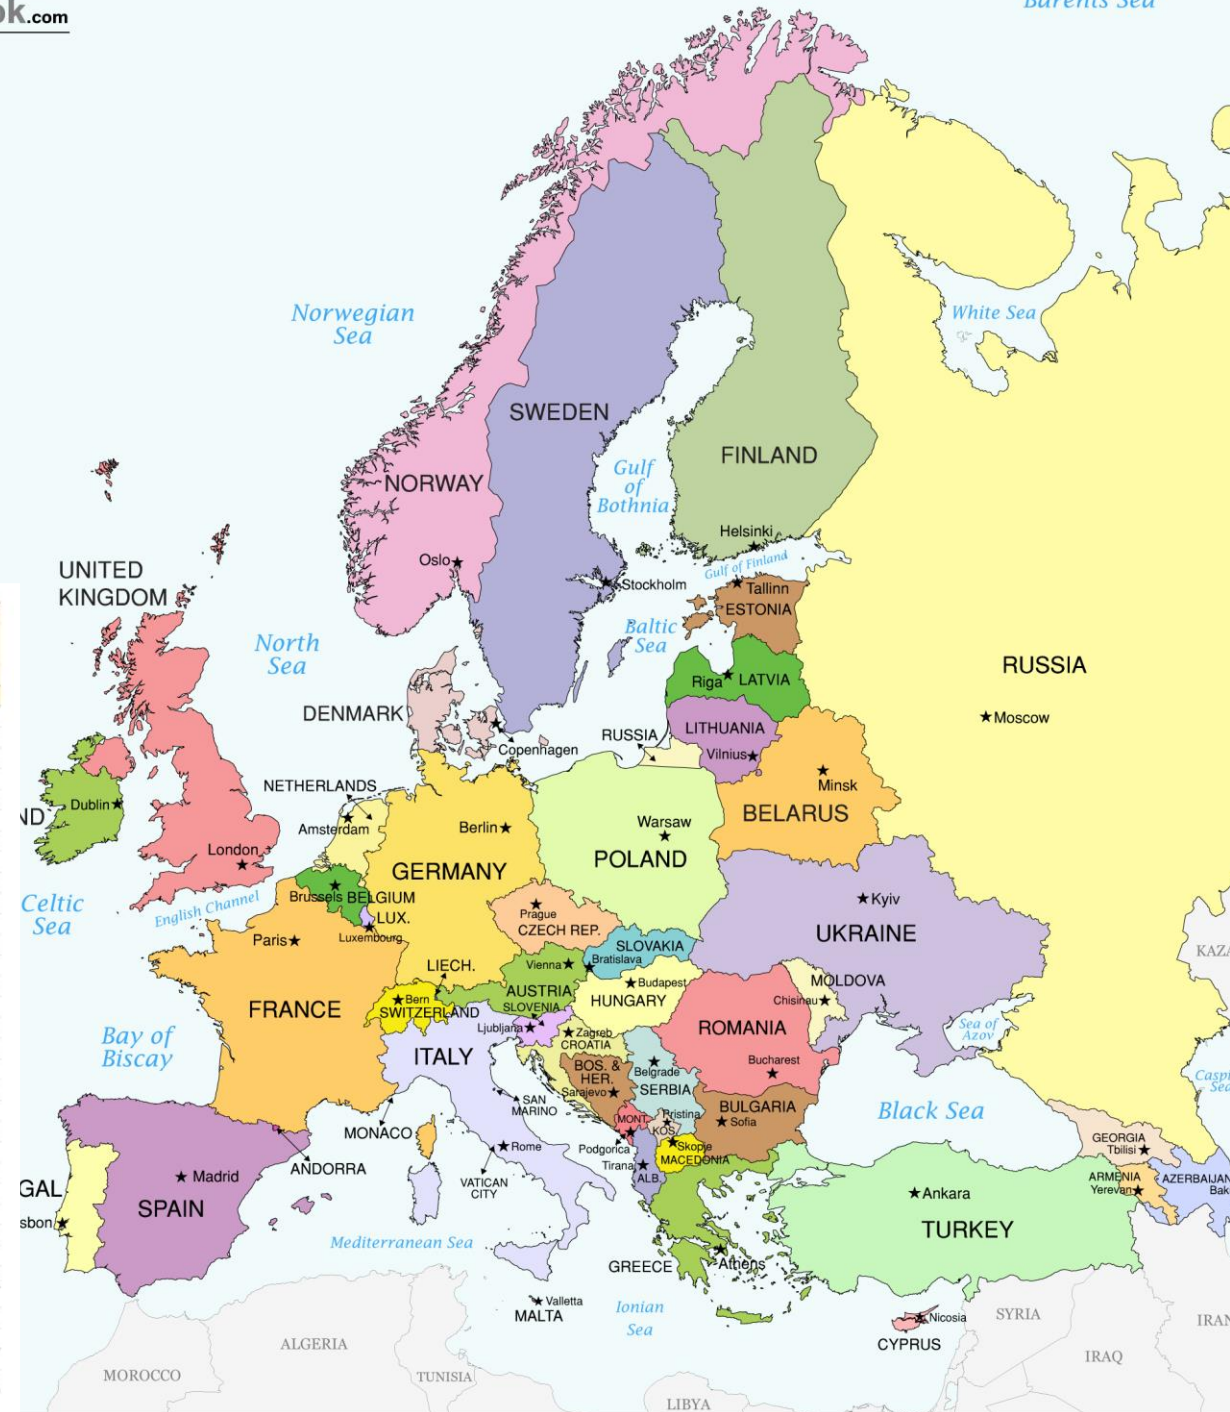 ok.com
Barents Sea
Norwegian
Sea
White Sea
SWEDEN
FINLAND
NORWAY
Gulf
of
Bothnia
Helsinki
Oslo
Gulf of Finland
Stockholm
Tallinn
ESTONIA
UNITED
KINGDOM
North
Sea
Baltic
Sea
RUSSIA
Riga
LATVIA
DENMARK
Moscow
LITHUANIA
RUSSIA
Copenhagen
Vilnius
NETHERLANDS
Minsk
Dublin
ND
BELARUS
Amsterdam
Berlin
Warsaw
London
POLAND
GERMANY
Brussels
BELGIUM
Kyiv
Celtic
Sea
English Channel
LUX.
Prague
CZECH REP.
UKRAINE
Paris
Luxembourg
SLOVAKIA
Bratislava
KAZA
LIECH.
Vienna
MOLDOVA
Budapest
AUSTRIA
HUNGARY
Chisinau
Bern
SWITZERLAND
FRANCE
SLOVENIA
Ljubljana
Zagreb
CROATIA
ROMANIA
Sea of
Azov
Bay of
Biscay
ITALY
BOS. &
HER.
Sarajevo
Belgrade
SERBIA
Bucharest
Caspi
Sea
SAN
MARINO
BULGARIA
Sofia
Black Sea
MONACO
MONT.
Pristina
KOS.
GEORGIA
Tbilisi
Rome
Podgorica
Skopje
MACEDONIA
ANDORRA
Tirana
ALB.
Madrid
VATICAN
CITY
ARMENIA
Yerevan
AZERBAIJAN
Bak
GAL
SPAIN
Ankara
sbon
TURKEY
Mediterranean Sea
GREECE
Athens
Valletta
MALTA
Ionian
Sea
Nicosia
CYPRUS
SYRIA
IRAN
ALGERIA
IRAQ
MOROCCO
TUNISIA
LIBYA